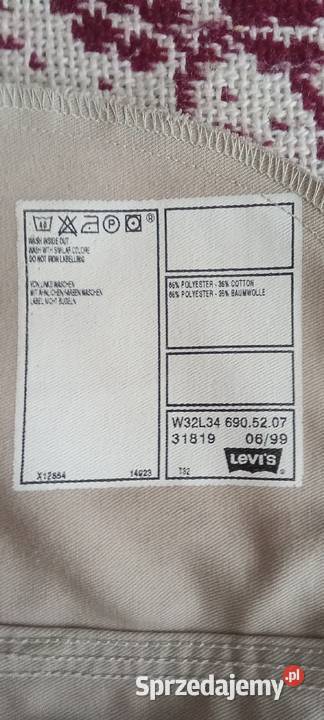 ®
WASH INSIDE OUT
WASH WITH SIMILAR COLORS
DO NOT IRON LABELLING
VON LINKS WASCHEN
MIT ÄHNLICHEN FARBEN WASCHEN
LABEL NICHT BÜGELN
X12554
14923
65% POLYESTER - 35% COTTON
65% POLYESTER - 35% BAUMWOLLE
W32L34 690.52.07
31819 06/99
LEVI'S
®
T32
Sprzedajemy.pl